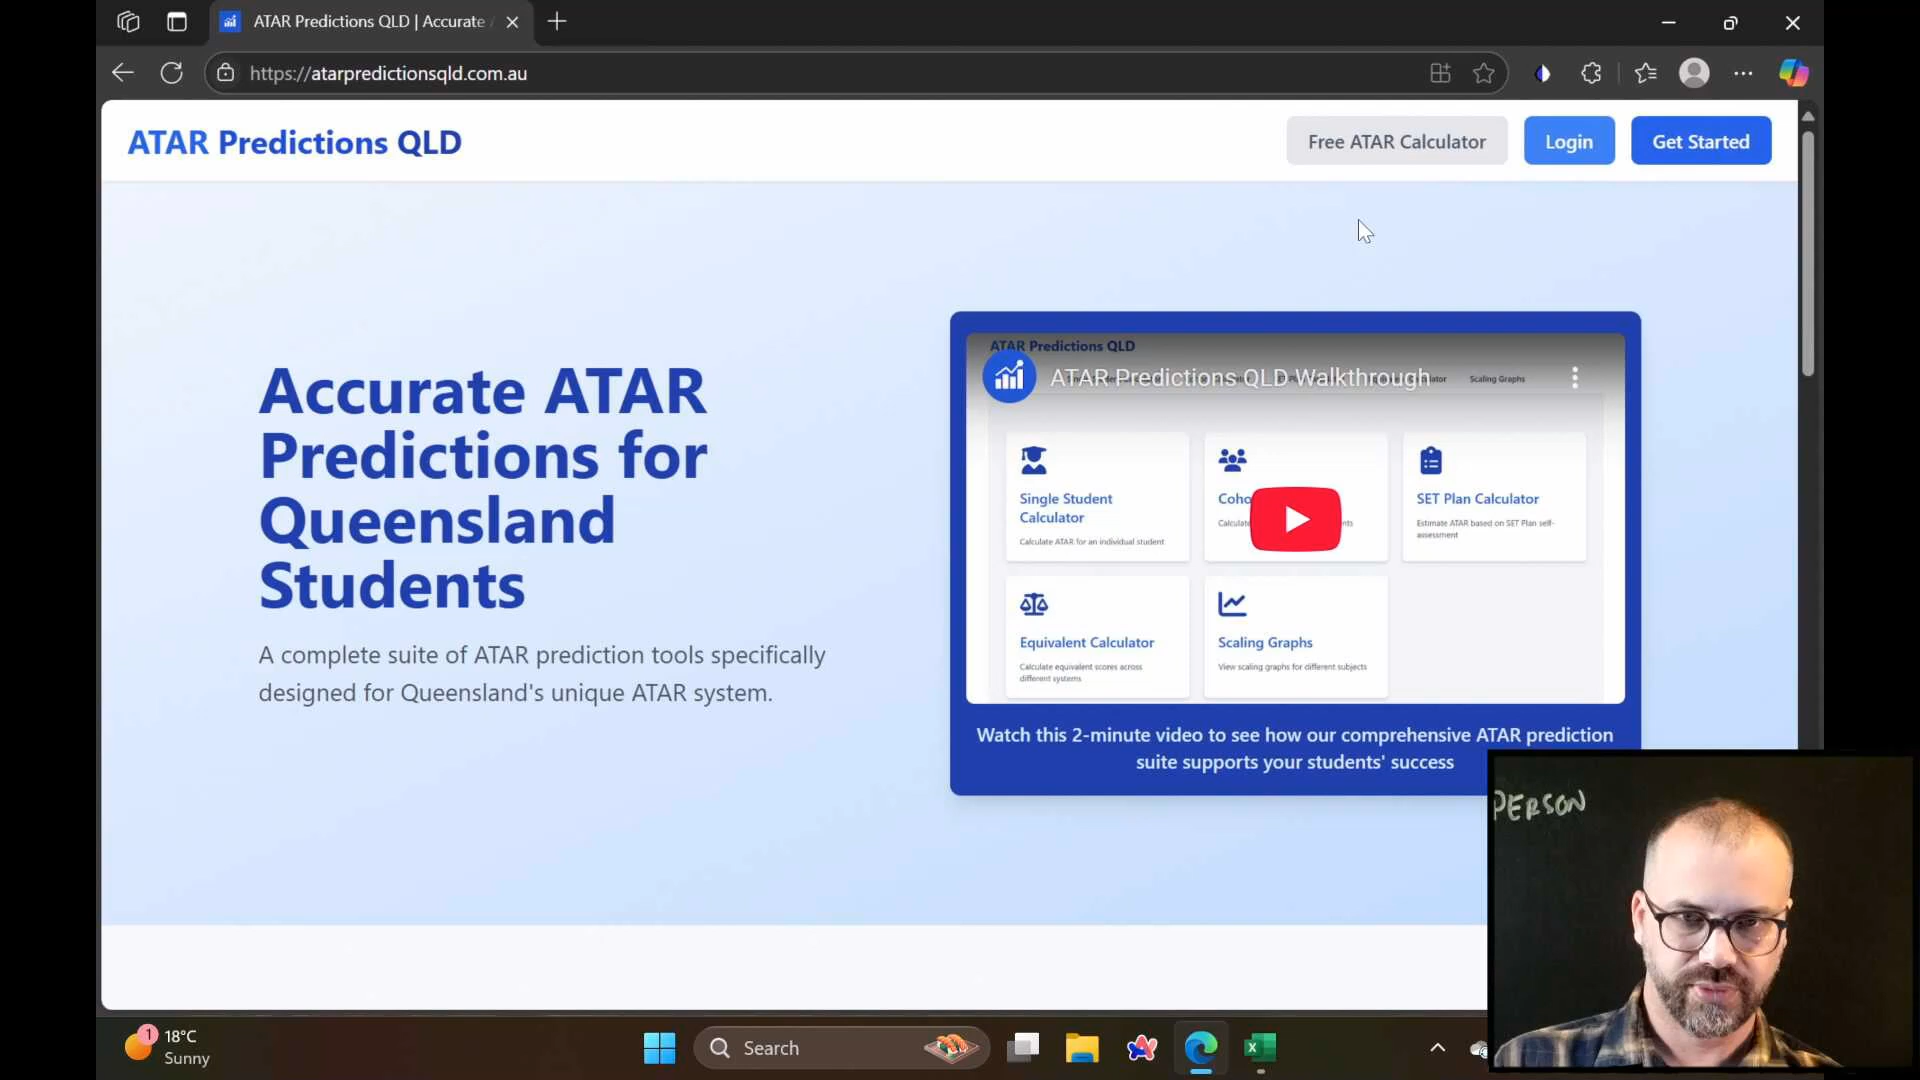 ATAR Predictions QLD | Accurate
https://atarpredictionsqld.com.au
ATAR Predictions QLD
Free ATAR Calculator
Login
Get Started
Accurate ATAR
Predictions for
Queensland
Students
A complete suite of ATAR prediction tools specifically
designed for Queensland's unique ATAR system.
ATAR Predictions QLD
ATAR Predictions QLD Walkthrough
Scaling Graphs
Single Student
Calculator
Calculate ATAR for an individual student
SET Plan Calculator
Estimate ATAR based on SET Plan self-
assessment
Equivalent Calculator
Calculate equivalent scores across
different systems
Scaling Graphs
View scaling graphs for different subjects
Watch this 2-minute video to see how our comprehensive ATAR prediction
suite supports your students' success
PERSON
1
18°C
Sunny
Search